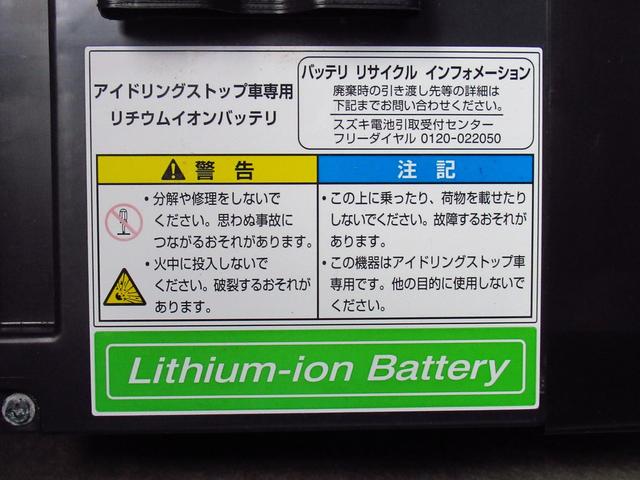 アイドリングストップ車専用
リチウムイオンバッテリ
バッテリ リサイクル インフォメーション
廃棄時の引き渡し先等の詳細は
下記までお問い合わせください。
スズキ電池引取受付センター
フリーダイヤル 0120-022050
警告
・分解や修理をしないで
ください。思わぬ事故に
つながるおそれがあります。
・火中に投入しないで
ください。破裂するおそれが
あります。
注記
・この上に乗ったり、荷物を載せたり
しないでください。故障するおそれが
あります。
・この機器はアイドリングストップ車
専用です。他の目的に使用しないで
ください。
Lithium-ion Battery